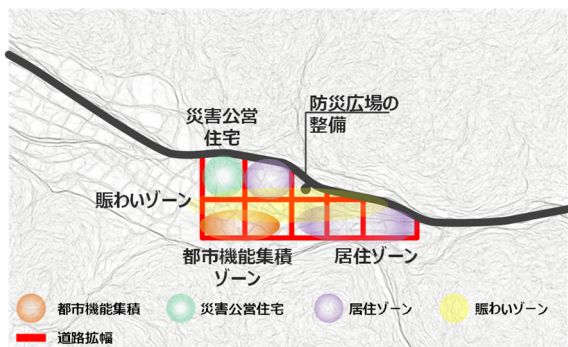 災害公営
住宅
防災広場の
整備
賑わいゾーン
都市機能集積
ゾーン
居住ゾーン
都市機能集積
災害公営住宅
居住ゾーン
賑わいゾーン
道路拡幅